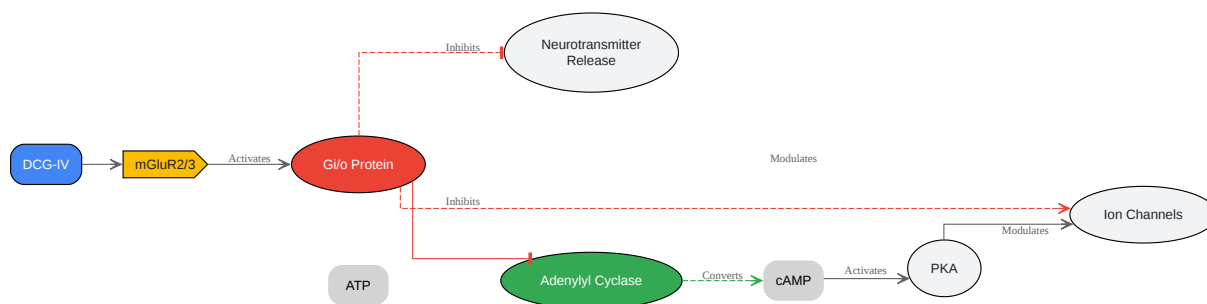 Neurotransmitter
Release
Inhibits
DCG-IV
mGluR2/3
Activates
Gi/o Protein
Modulates
Inhibits
Ion Channels
Modulates
ATP
Adenylyl Cyclase
Converts
cAMP
Activates
PKA